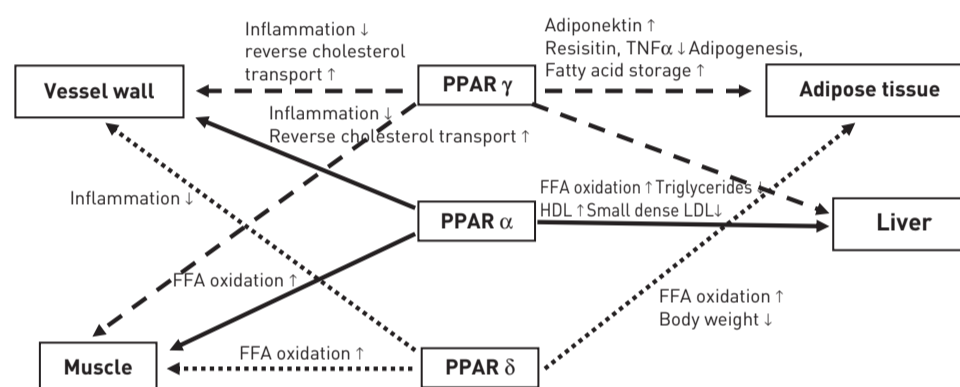 Inflammation ↓
reverse cholesterol
transport ↑
Adiponektin ↑
Resisitin, TNFα ↓ Adipogenesis,
Fatty acid storage ↑
Vessel wall
PPAR γ
Adipose tissue
Inflammation ↓
Reverse cholesterol transport ↑
Inflammation ↓
FFA oxidation ↑ Triglycerides ↓
HDL ↑ Small dense LDL↓
PPAR α
Liver
FFA oxidation ↑
FFA oxidation ↑
Body weight ↓
Muscle
FFA oxidation ↑
PPAR δ